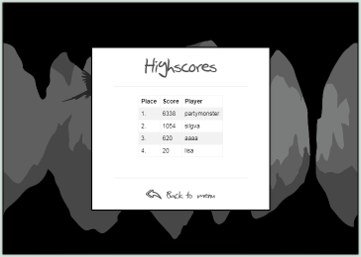 Highscores
Place Score Player
1. 6338 partymonster
2. 1054 silgva
3. 620 aaaa
4. 20 lisa
Back to menu